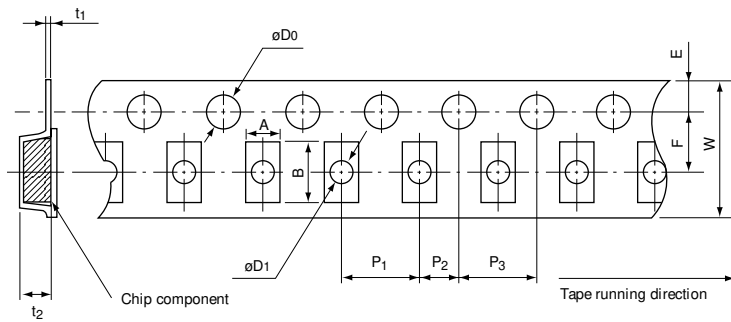 t1
øD0
E
A
F
W
B
øD1
P1
P2
P3
t2
Chip component
Tape running direction